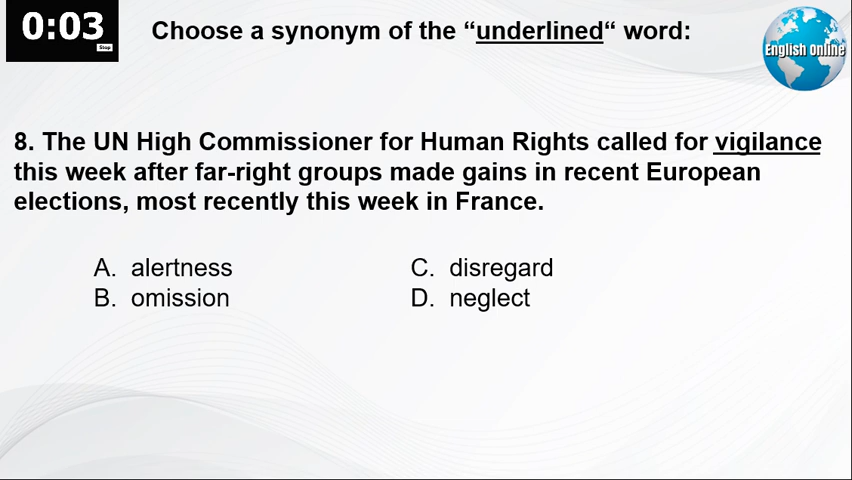 0:03
Stop
Choose a synonym of the “underlined“ word:
English Online
8. The UN High Commissioner for Human Rights called for vigilance
this week after far-right groups made gains in recent European
elections, most recently this week in France.
A. alertness
B. omission
C. disregard
D. neglect